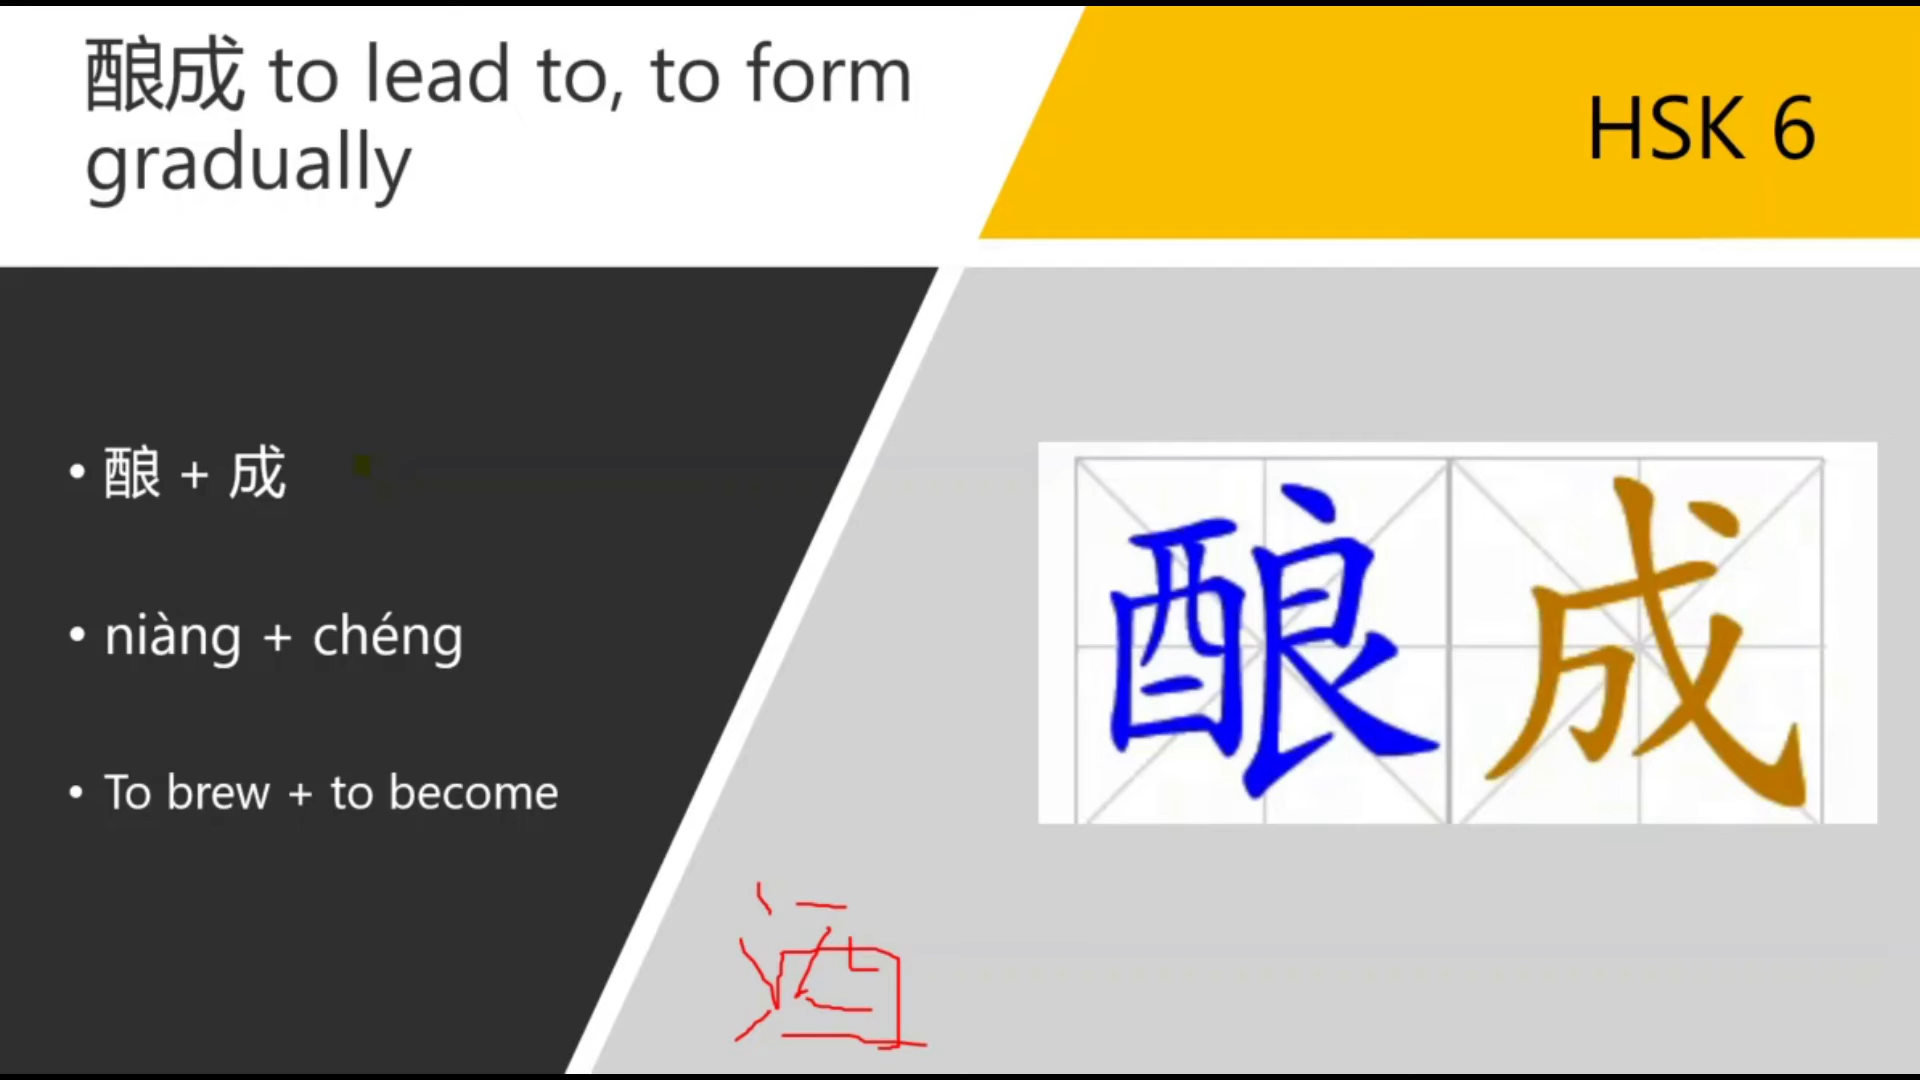 酿成 to lead to, to form
gradually
HSK 6
• 酿 + 成
• niàng + chéng
• To brew + to become
酿成
酒